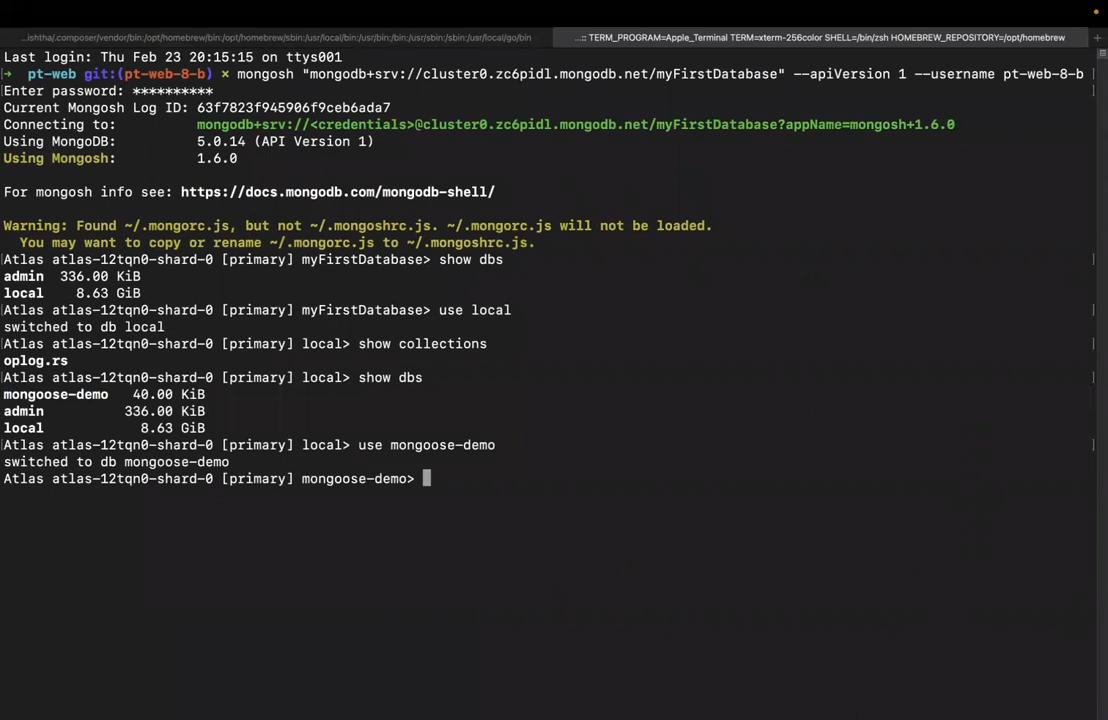 ishtha/.composer/vendor/bin:/opt/homebrew/bin:/opt/homebrew/sbin:/usr/local/bin:/usr/bin:/bin:/usr/sbin:/sbin:/usr/local/go/bin
...:: TERM_PROGRAM=Apple_Terminal TERM=xterm-256color SHELL=/bin/zsh HOMEBREW_REPOSITORY=/opt/homebrew
Last login: Thu Feb 23 20:15:15 on ttys001
→ pt-web git:(pt-web-8-b) × mongosh "mongodb+srv://cluster0.zc6pidl.mongodb.net/myFirstDatabase" --apiVersion 1 --username pt-web-8-b
Enter password: **********
Current Mongosh Log ID: 63f7823f945906f9ceb6ada7
Connecting to: mongodb+srv://<credentials>@cluster0.zc6pidl.mongodb.net/myFirstDatabase?appName=mongosh+1.6.0
Using MongoDB: 5.0.14 (API Version 1)
Using Mongosh: 1.6.0
For mongosh info see: https://docs.mongodb.com/mongodb-shell/
Warning: Found ~/.mongorc.js, but not ~/.mongoshrc.js. ~/.mongorc.js will not be loaded.
You may want to copy or rename ~/.mongorc.js to ~/.mongoshrc.js.
Atlas atlas-12tqn0-shard-0 [primary] myFirstDatabase> show dbs
admin 336.00 KiB
local 8.63 GiB
Atlas atlas-12tqn0-shard-0 [primary] myFirstDatabase> use local
switched to db local
Atlas atlas-12tqn0-shard-0 [primary] local> show collections
oplog.rs
Atlas atlas-12tqn0-shard-0 [primary] local> show dbs
mongoose-demo 40.00 KiB
admin 336.00 KiB
local 8.63 GiB
Atlas atlas-12tqn0-shard-0 [primary] local> use mongoose-demo
switched to db mongoose-demo
Atlas atlas-12tqn0-shard-0 [primary] mongoose-demo>